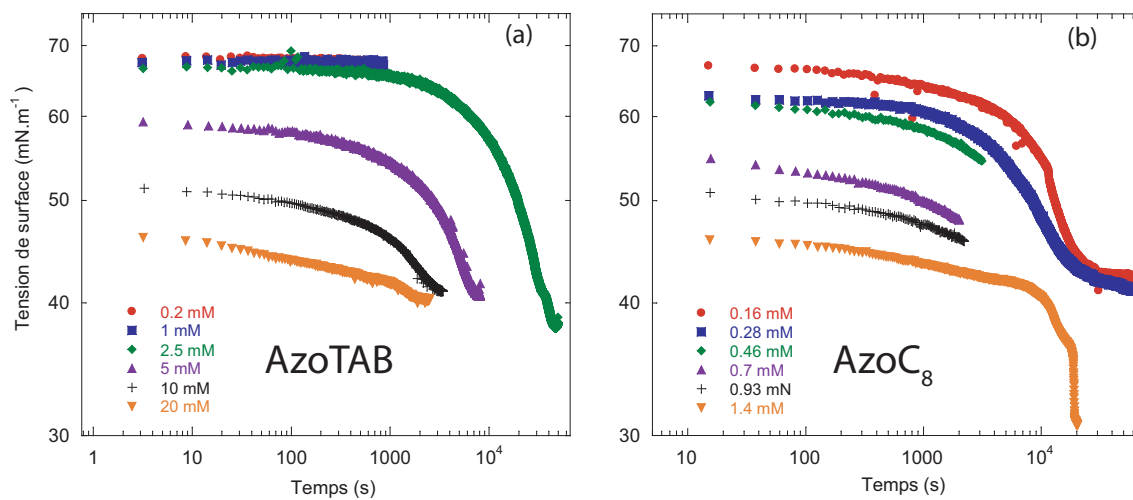 (a)
70
60
50
40
30
Tension de surface (mN.m⁻¹)
0.2 mM
1 mM
2.5 mM
5 mM
10 mM
20 mM
AzoTAB
1
10
100
1000
10⁴
Temps (s)
(b)
70
60
50
40
30
0.16 mM
0.28 mM
0.46 mM
0.7 mM
0.93 mN
1.4 mM
AzoC₈
10
100
1000
10⁴
Temps (s)